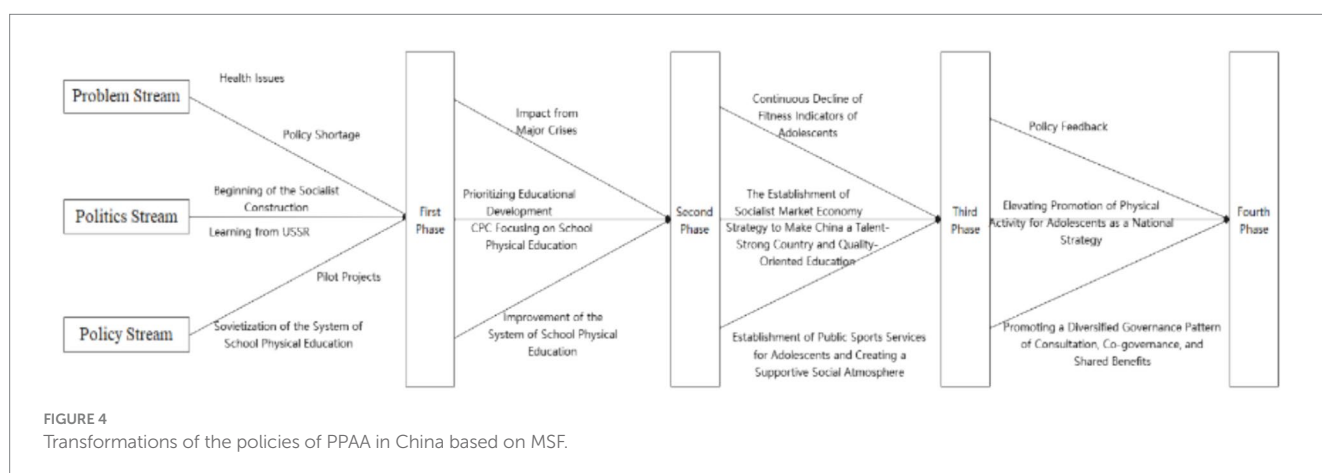 Problem Stream
Politics Stream
Policy Stream
Health Issues
Policy Shortage
Beginning of the Socialist
Construction
Learning from USSR
Pilot Projects
Sovietization of the System of
School Physical Education
First
Phase
Impact from
Major Crises
Prioritizing Educational
Development
CPC Focusing on School
Physical Education
Improvement of the
System of School Physical
Education
Second
Phase
Continuous Decline of
Fitness Indicators of
Adolescents
The Establishment of
Socialist Market Economy
Strategy to Make China a Talent-
Strong Country and Quality-
Oriented Education
Establishment of Public Sports Services
for Adolescents and Creating a
Supportive Social Atmosphere
Third
Phase
Policy Feedback
Elevating Promotion of Physical
Activity for Adolescents as a National
Strategy
Promoting a Diversified Governance Pattern
of Consultation, Co-governance, and
Shared Benefits
Fourth
Phase
FIGURE 4
Transformations of the policies of PPAA in China based on MSF.